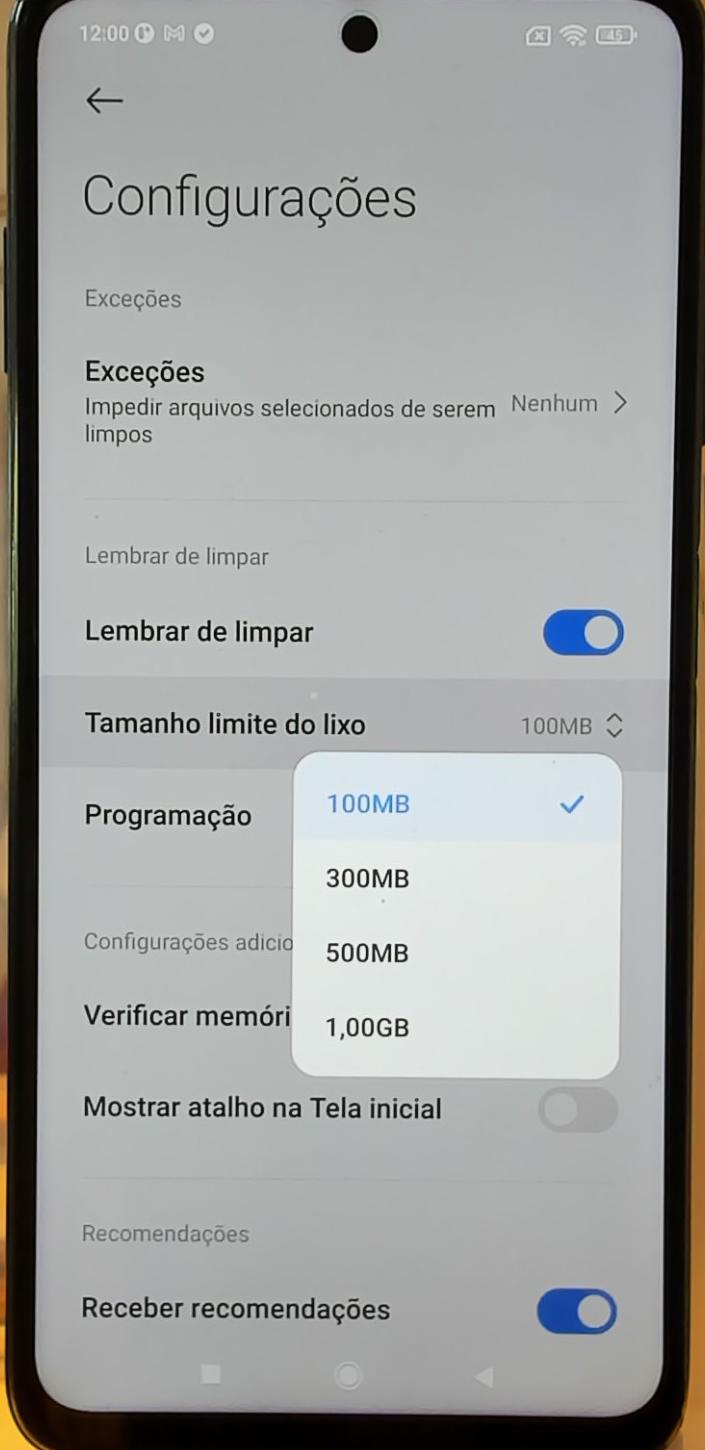 12:00
45
Configurações
Exceções
Exceções
Impedir arquivos selecionados de serem
limpos
Nenhum
Lembrar de limpar
Lembrar de limpar
Tamanho limite do lixo
100MB
100MB
Programação
300MB
Configurações adicio
500MB
Verificar memóri
1,00GB
Mostrar atalho na Tela inicial
Recomendações
Receber recomendações